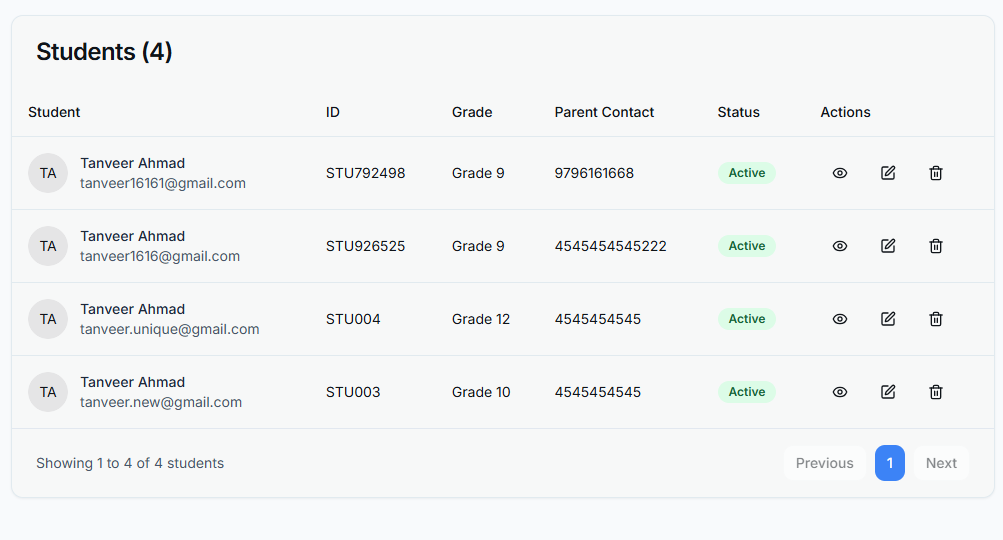 Students (4)
Student ID Grade Parent Contact Status Actions
TA Tanveer Ahmad
tanveer16161@gmail.com STU792498 Grade 9 9796161668 Active
TA Tanveer Ahmad
tanveer1616@gmail.com STU926525 Grade 9 4545454545222 Active
TA Tanveer Ahmad
tanveer.unique@gmail.com STU004 Grade 12 4545454545 Active
TA Tanveer Ahmad
tanveer.new@gmail.com STU003 Grade 10 4545454545 Active
Showing 1 to 4 of 4 students Previous 1 Next